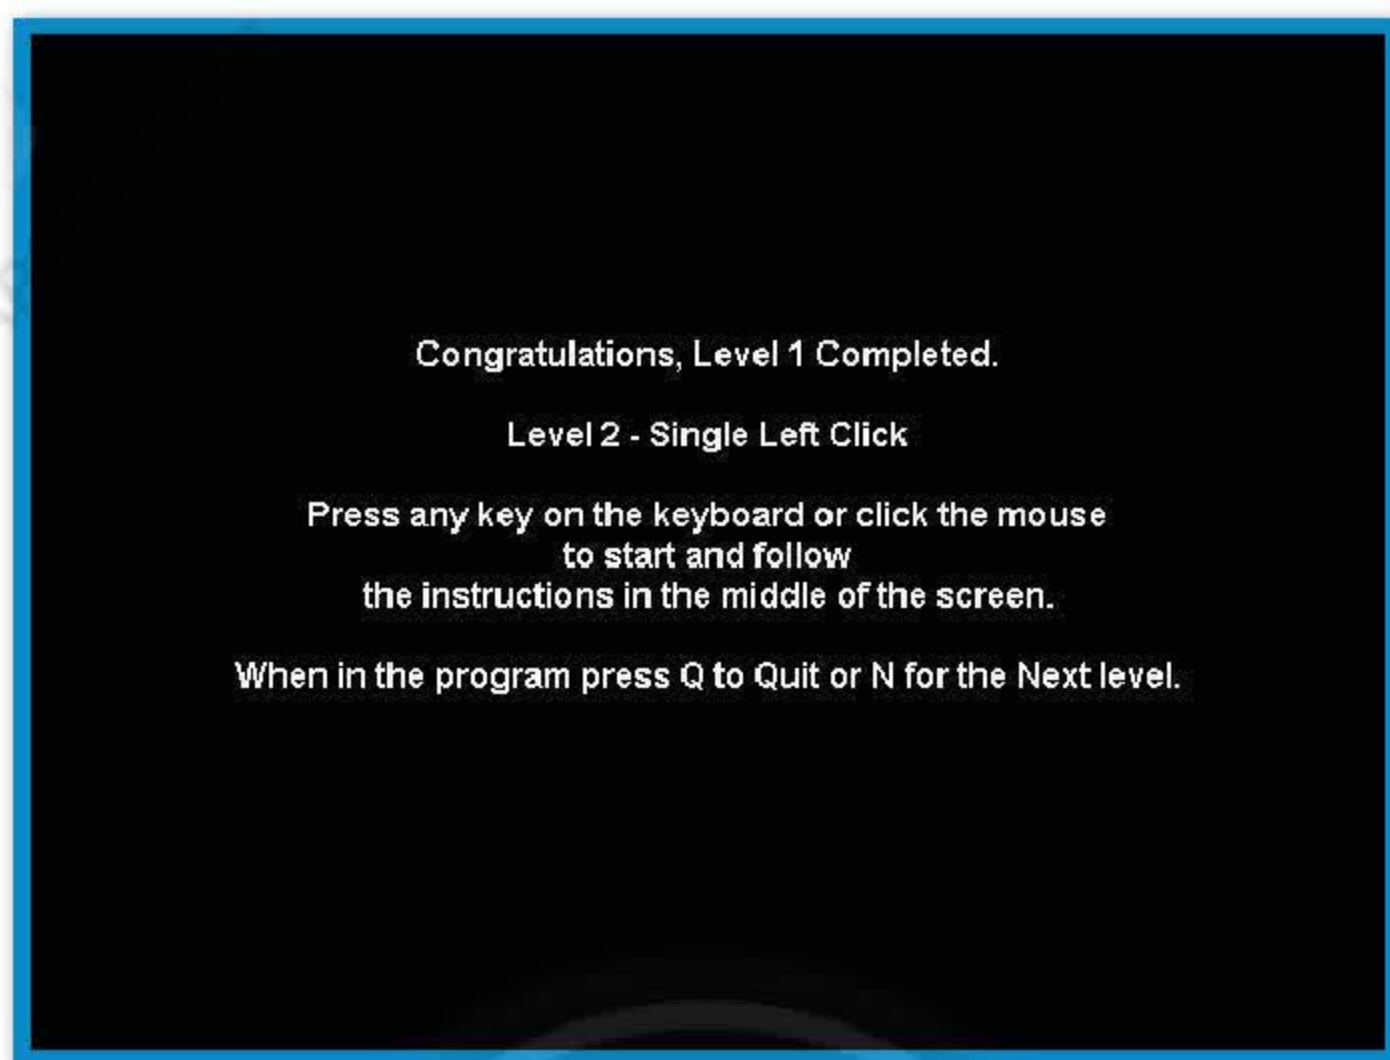 Congratulations, Level 1 Completed.
Level 2 - Single Left Click
Press any key on the keyboard or click the mouse
to start and follow
the instructions in the middle of the screen.
When in the program press Q to Quit or N for the Next level.